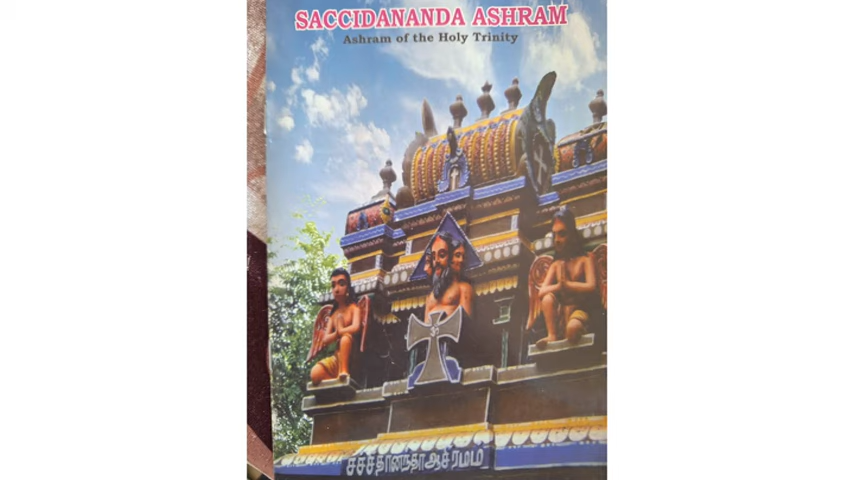 SACCIDANANDA ASHRAM
Ashram of the Holy Trinity
ॐ
சச்சிதானந்தா ஆச்ரமம்